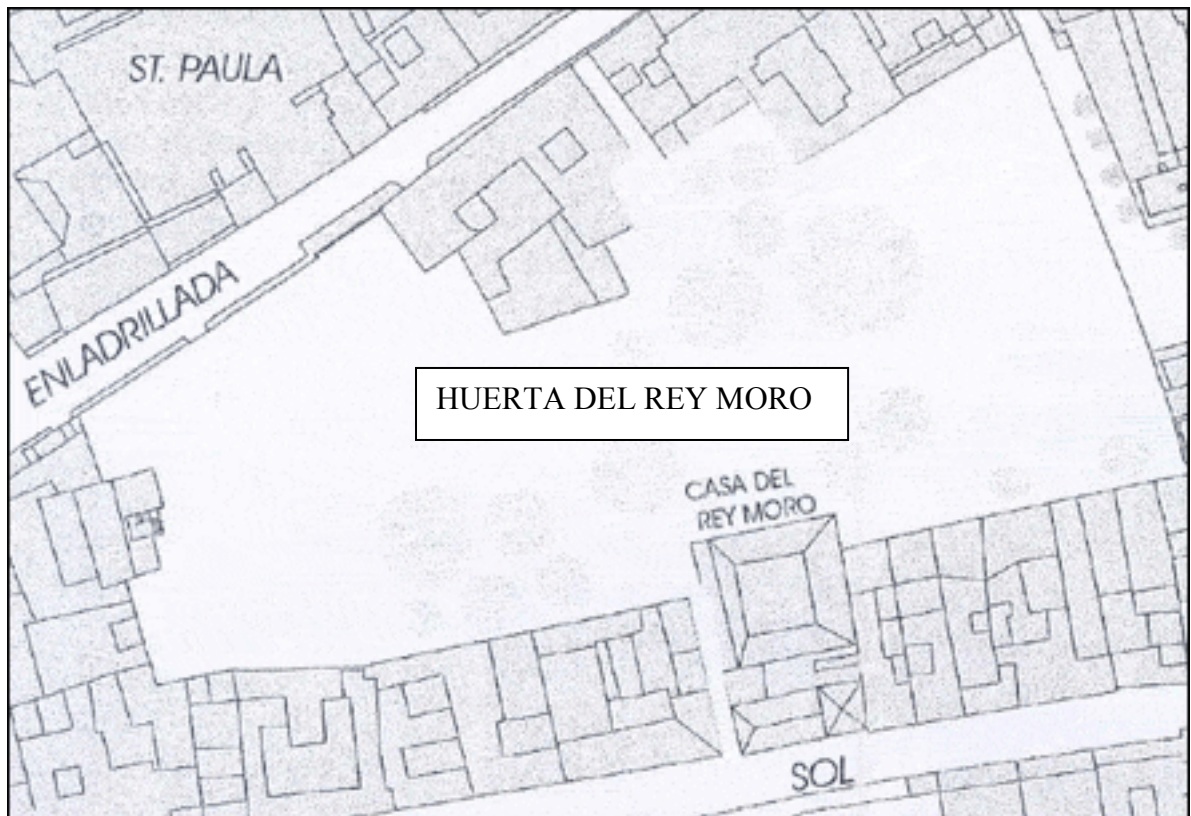 ST. PAULA
ENLADRILLADA
HUERTA DEL REY MORO
CASA DEL
REY MORO
SOL